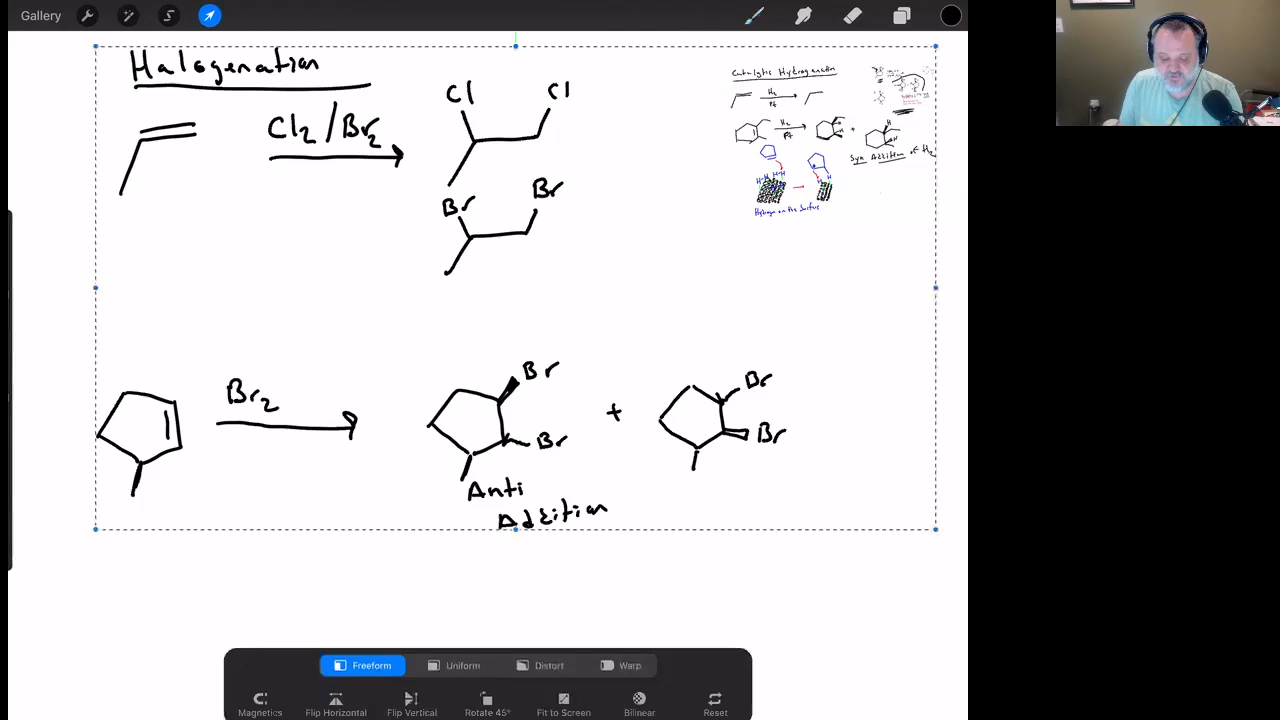 Gallery
Halogenation
Cl2/Br2
Cl Cl
Br Br
Catalytic Hydrogenation
H2
Pt
H2
Pt
+
H
H
Syn Addition
H2
H-H H-H
H
Hydrogen on the Surface
Br2
Br
Br
+
Br
Br
Anti
Addition
Freeform Uniform Distort Warp
Magnetics Flip Horizontal Flip Vertical Rotate 45° Fit to Screen Bilinear Reset